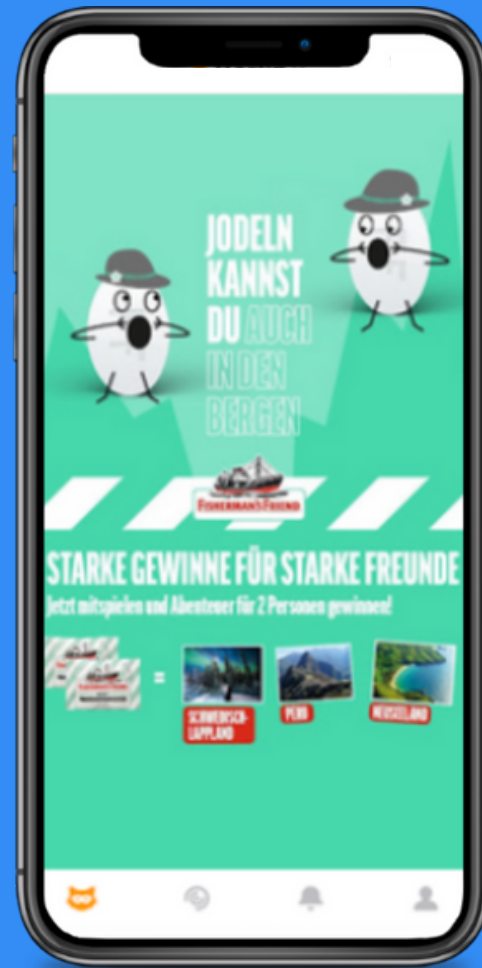 JODELN
KANNST
DU AUCH
IN DEN
BERGEN
FISHERMAN'S FRIEND
STARKE GEWINNE FÜR STARKE FREUNDE
Jetzt mitspielen und Abenteuer für 2 Personen gewinnen!
=
SCHWEDISCH-
LAPPLAND
PERU
NEUSEELAND